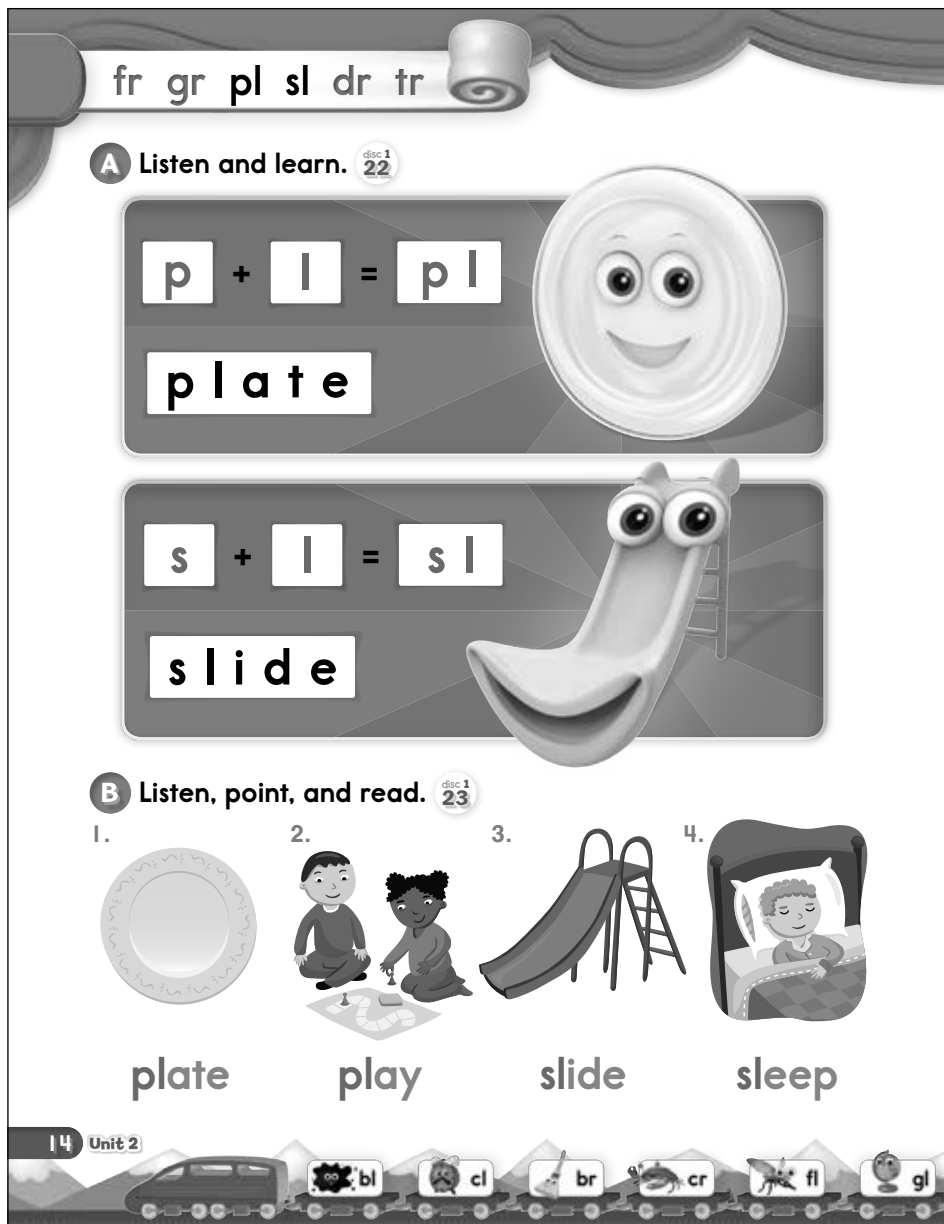 fr gr pl sl dr tr
A Listen and learn. disc 1 22
p + l = pl
plate
s + l = sl
slide
B Listen, point, and read. disc 1 23
1. 2. 3. 4.
plate play slide sleep
14 Unit 2
bl cl br cr fl gl